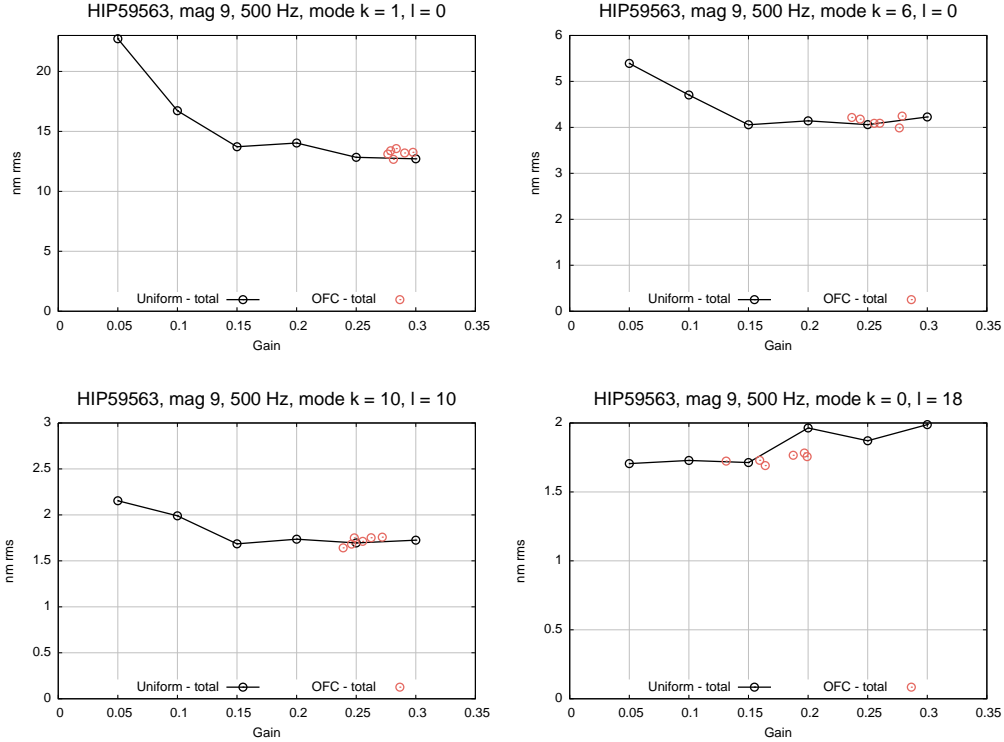 HIP59563, mag 9, 500 Hz, mode k = 1, l = 0
20
15
10
5
0
nm rms
Uniform - total
OFC - total
0 0.05 0.1 0.15 0.2 0.25 0.3 0.35
Gain
HIP59563, mag 9, 500 Hz, mode k = 6, l = 0
6
5
4
3
2
1
0
nm rms
Uniform - total
OFC - total
0 0.05 0.1 0.15 0.2 0.25 0.3 0.35
Gain
HIP59563, mag 9, 500 Hz, mode k = 10, l = 10
3
2.5
2
1.5
1
0.5
0
nm rms
Uniform - total
OFC - total
0 0.05 0.1 0.15 0.2 0.25 0.3 0.35
Gain
HIP59563, mag 9, 500 Hz, mode k = 0, l = 18
2
1.5
1
0.5
0
nm rms
Uniform - total
OFC - total
0 0.05 0.1 0.15 0.2 0.25 0.3 0.35
Gain